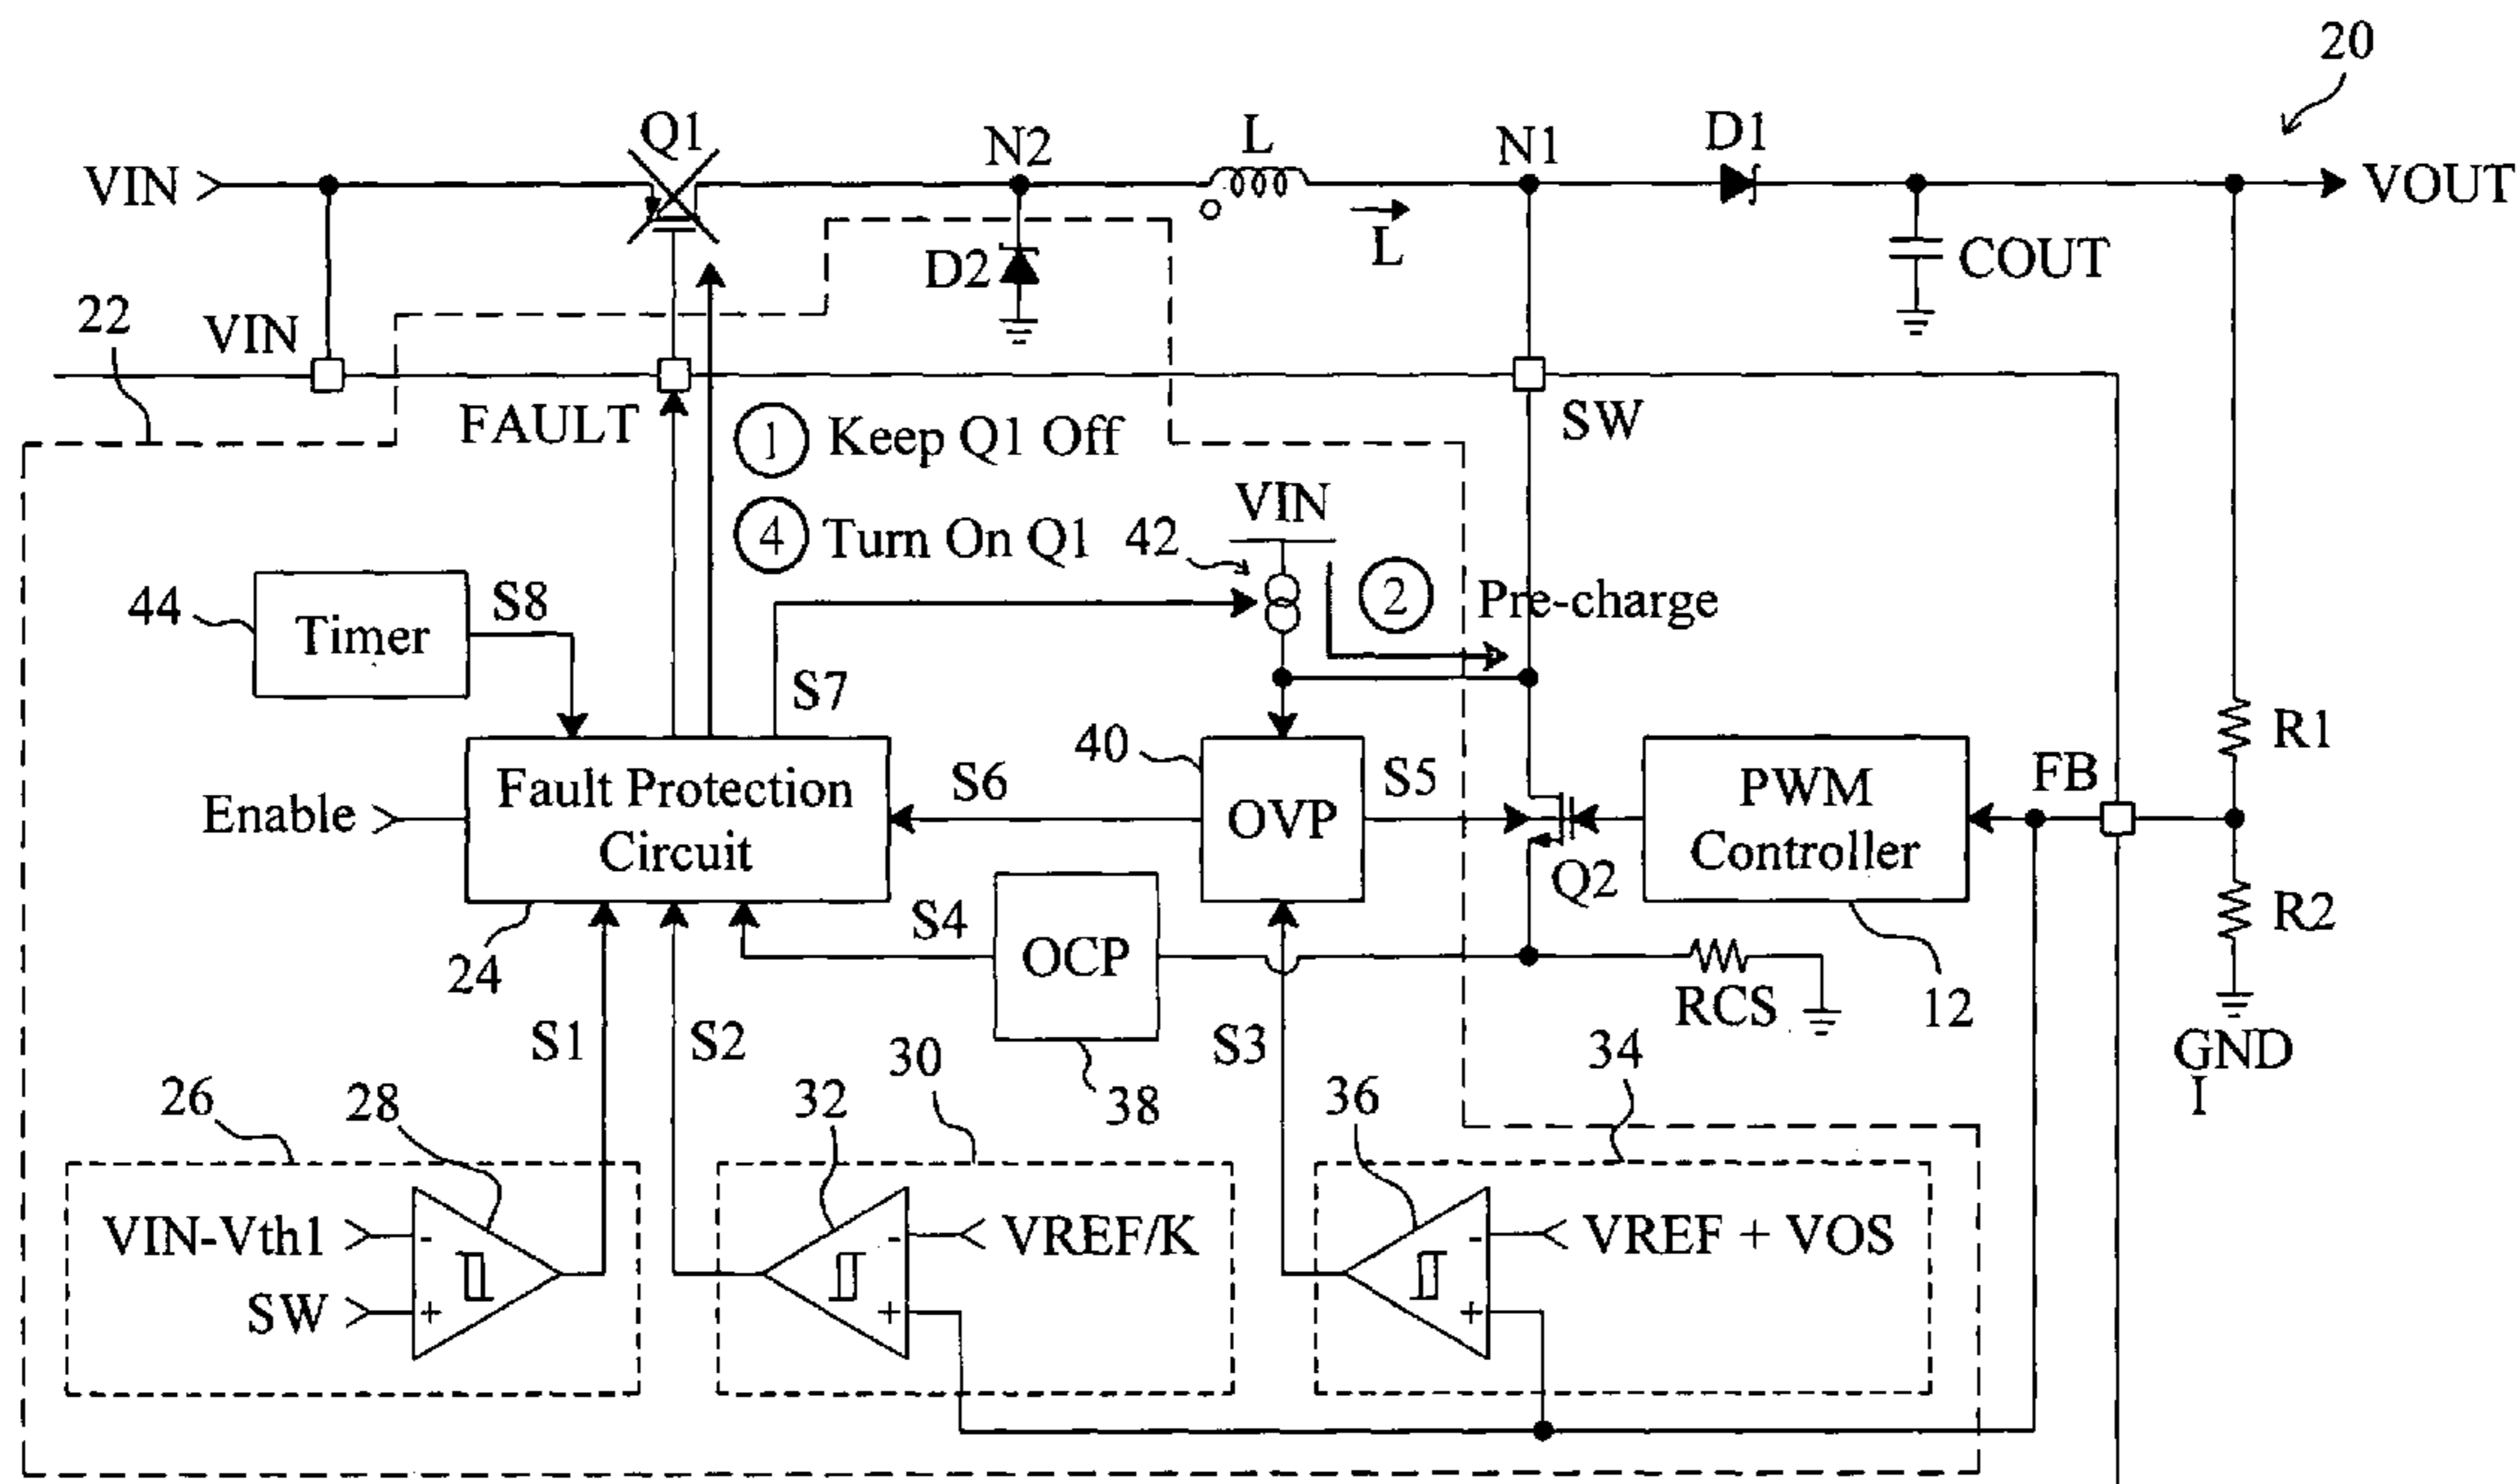 20
Q1
N2
L
N1
D1
VIN
VOUT
L
D2
COUT
22
VIN
FAULT
1 Keep Q1 Off
SW
4 Turn On Q1
42
VIN
2 Pre-charge
44
Timer
S8
S7
R1
Enable
Fault Protection
Circuit
S6
40
OVP
S5
Q2
PWM
Controller
FB
24
S4
OCP
R2
RCS
12
S1
S2
30
38
S3
34
GND
I
26
28
32
36
VIN-Vth1
-
SW
+
-
VREF/K
+
-
VREF + VOS
+